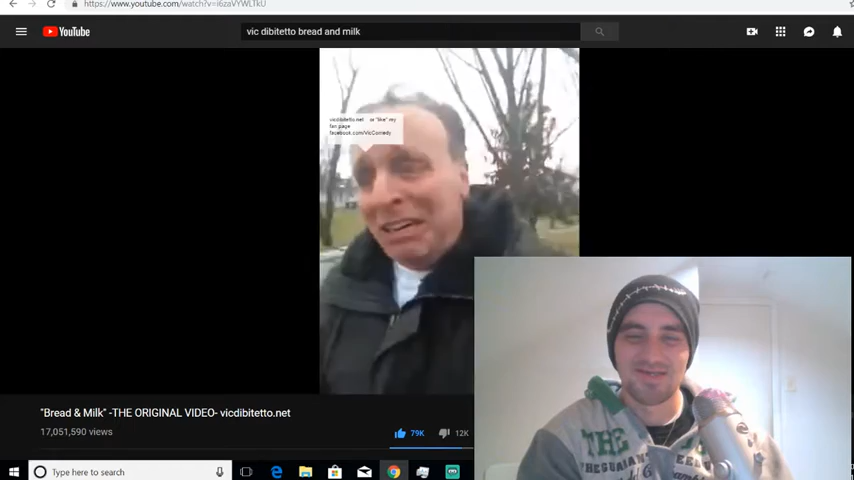 https://www.youtube.com/watch?v=i6zaVYWLTkU
YouTube
vic dibitetto bread and milk
vicdibitetto.net or "like" my
fan page
facebook.com/VicComedy
"Bread & Milk" -THE ORIGINAL VIDEO- vicdibitetto.net
17,051,590 views
79K
12K
THE
Type here to search